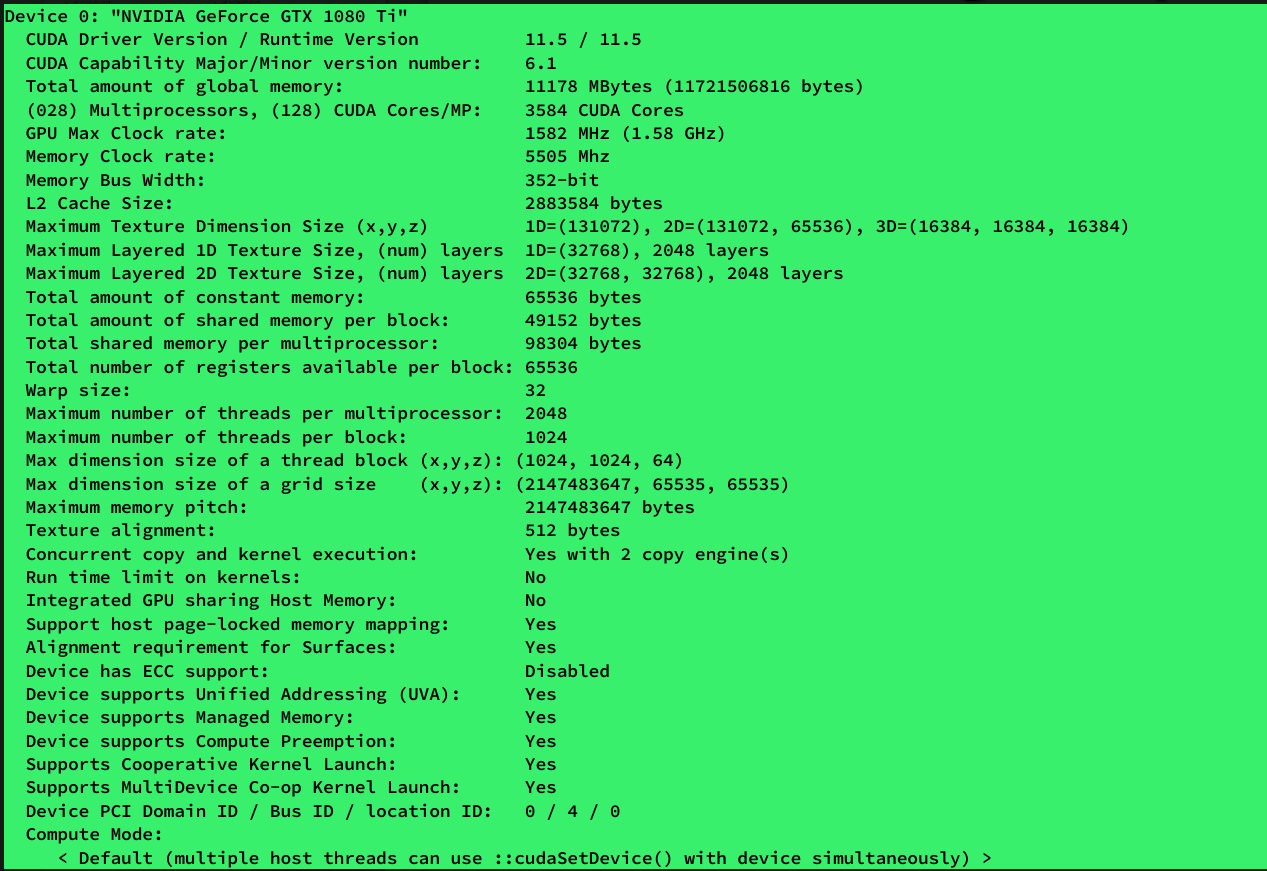 Device 0: "NVIDIA GeForce GTX 1080 Ti"
  CUDA Driver Version / Runtime Version          11.5 / 11.5
  CUDA Capability Major/Minor version number:    6.1
  Total amount of global memory:                 11178 MBytes (11721506816 bytes)
  (028) Multiprocessors, (128) CUDA Cores/MP:    3584 CUDA Cores
  GPU Max Clock rate:                            1582 MHz (1.58 GHz)
  Memory Clock rate:                             5505 Mhz
  Memory Bus Width:                              352-bit
  L2 Cache Size:                                 2883584 bytes
  Maximum Texture Dimension Size (x,y,z)         1D=(131072), 2D=(131072, 65536), 3D=(16384, 16384, 16384)
  Maximum Layered 1D Texture Size, (num) layers  1D=(32768), 2048 layers
  Maximum Layered 2D Texture Size, (num) layers  2D=(32768, 32768), 2048 layers
  Total amount of constant memory:               65536 bytes
  Total amount of shared memory per block:       49152 bytes
  Total shared memory per multiprocessor:        98304 bytes
  Total number of registers available per block: 65536
  Warp size:                                     32
  Maximum number of threads per multiprocessor:  2048
  Maximum number of threads per block:           1024
  Max dimension size of a thread block (x,y,z): (1024, 1024, 64)
  Max dimension size of a grid size    (x,y,z): (2147483647, 65535, 65535)
  Maximum memory pitch:                          2147483647 bytes
  Texture alignment:                             512 bytes
  Concurrent copy and kernel execution:          Yes with 2 copy engine(s)
  Run time limit on kernels:                     No
  Integrated GPU sharing Host Memory:            No
  Support host page-locked memory mapping:       Yes
  Alignment requirement for Surfaces:            Yes
  Device has ECC support:                        Disabled
  Device supports Unified Addressing (UVA):      Yes
  Device supports Managed Memory:                Yes
  Device supports Compute Preemption:            Yes
  Supports Cooperative Kernel Launch:            Yes
  Supports MultiDevice Co-op Kernel Launch:      Yes
  Device PCI Domain ID / Bus ID / location ID:   0 / 4 / 0
  Compute Mode:
     < Default (multiple host threads can use ::cudaSetDevice() with device simultaneously) >